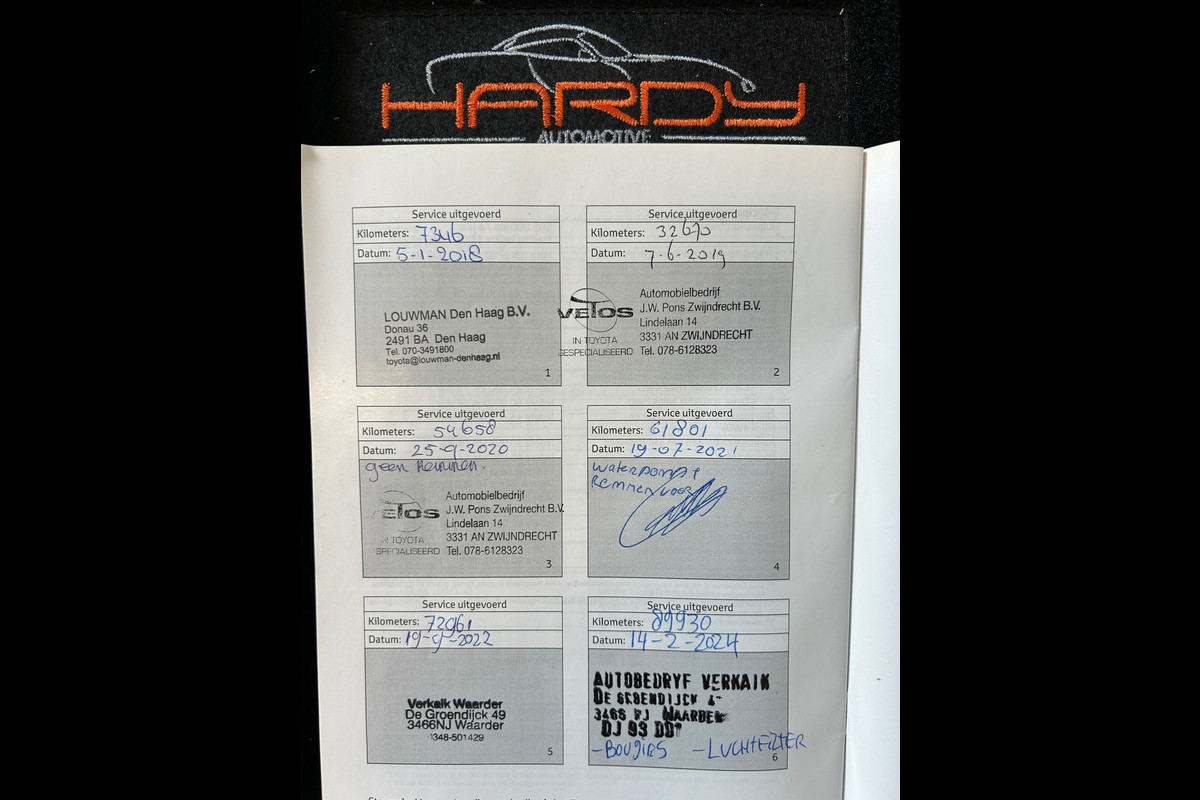 HARDY
AUTOMOTIVE
Service uitgevoerd
Kilometers: 7346
Datum: 5-1-2018
LOUWMAN Den Haag B.V.
Donau 36
2491 BA Den Haag
Tel. 070-3491800
toyota@louwman-denhaag.nl
1
Service uitgevoerd
Kilometers: 32670
Datum: 7-6-2019
VETOS
IN TOYOTA
GESPECIALISEERD
Automobielbedrijf
J.W. Pons Zwijndrecht B.V.
Lindelaan 14
3331 AN ZWIJNDRECHT
Tel. 078-6128323
2
Service uitgevoerd
Kilometers: 54658
Datum: 25-9-2020
geen Remmen.
VETOS
IN TOYOTA
SPECIALISEERD
Automobielbedrijf
J.W. Pons Zwijndrecht B.V.
Lindelaan 14
3331 AN ZWIJNDRECHT
Tel. 078-6128323
3
Service uitgevoerd
Kilometers: 61801
Datum: 19-07-2021
Waterpomp +
Remmen voor
4
Service uitgevoerd
Kilometers: 72961
Datum: 19-9-2022
Verkaik Waarder
De Groendijck 49
3466NJ Waarder
0348-501429
5
Service uitgevoerd
Kilometers: 89930
Datum: 14-2-2024
AUTOBEDRYF VERKAIK
DE GROENDIJCK 4
3466 NJ WAARDER
-BOUGIES -LUCHTFILTER
6